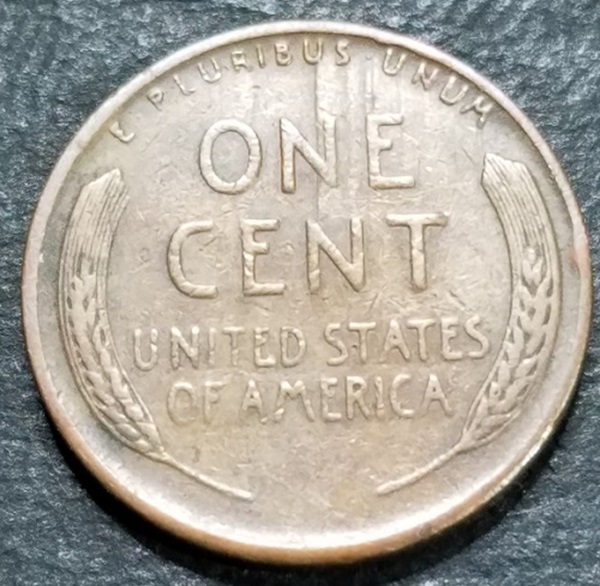 E PLURIBUS · UNUM
ONE
CENT
UNITED STATES
OF AMERICA